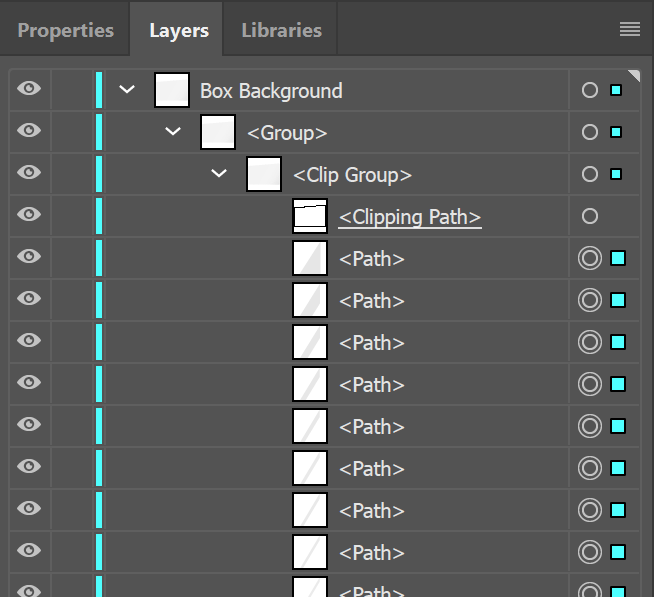 Properties Layers Libraries
Box Background
<Group>
<Clip Group>
<Clipping Path>
<Path>
<Path>
<Path>
<Path>
<Path>
<Path>
<Path>
<Path>
<Path>